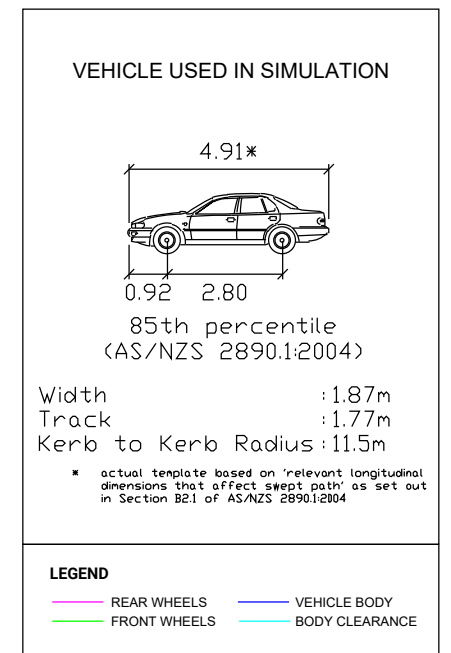 VEHICLE USED IN SIMULATION
4.91*
0.92 2.80
85th percentile
(AS/NZS 2890.1:2004)
Width :1.87m
Track :1.77m
Kerb to Kerb Radius:11.5m
* actual template based on 'relevant longitudinal
dimensions that affect swept path' as set out
in Section B2.1 of AS/NZS 2890.1:2004
LEGEND
REAR WHEELS VEHICLE BODY
FRONT WHEELS BODY CLEARANCE